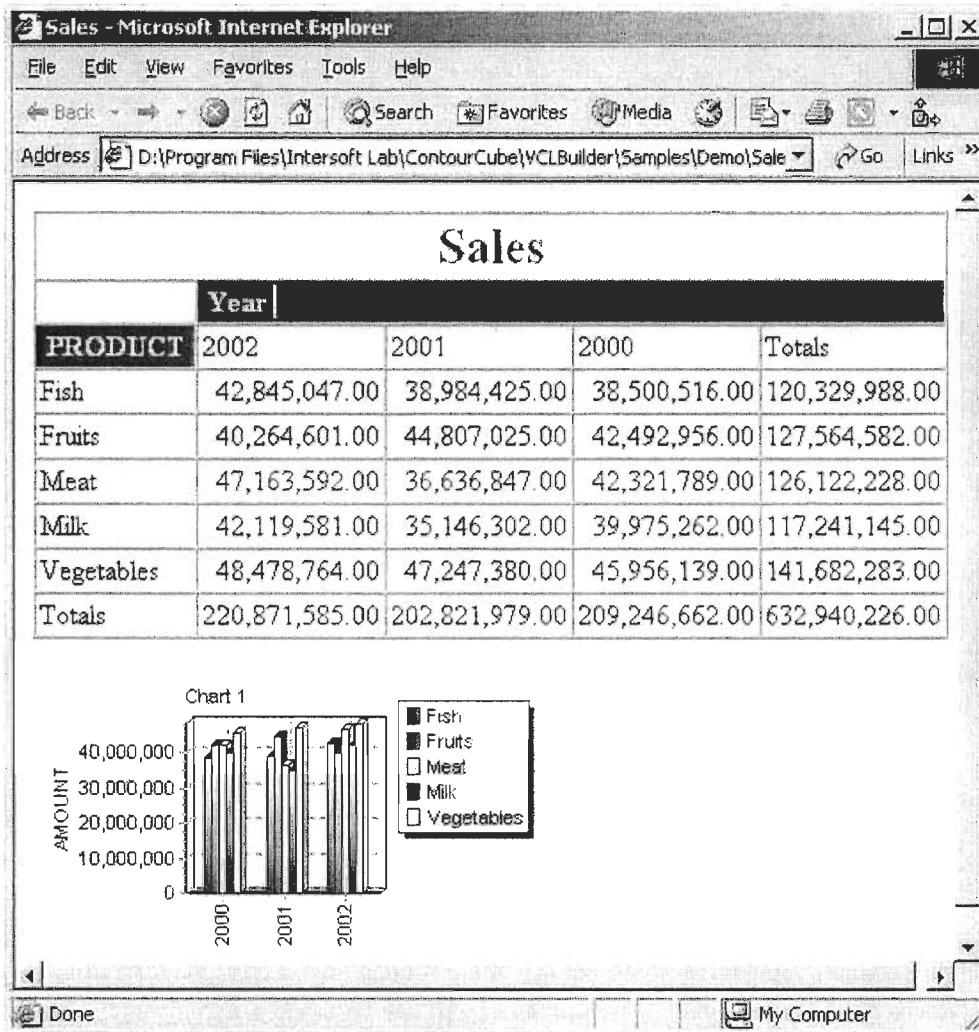 Sales - Microsoft Internet Explorer
File Edit View Favorites Tools Help
Back Search Favorites Media
Address D:\Program Files\Intersoft Lab\ContourCube\VCLBuilder\Samples\Demo\Sale Go Links »
Sales
Year
PRODUCT 2002 2001 2000 Totals
Fish 42,845,047.00 38,984,425.00 38,500,516.00 120,329,988.00
Fruits 40,264,601.00 44,807,025.00 42,492,956.00 127,564,582.00
Meat 47,163,592.00 36,636,847.00 42,321,789.00 126,122,228.00
Milk 42,119,581.00 35,146,302.00 39,975,262.00 117,241,145.00
Vegetables 48,478,764.00 47,247,380.00 45,956,139.00 141,682,283.00
Totals 220,871,585.00 202,821,979.00 209,246,662.00 632,940,226.00
Chart 1
AMOUNT
40,000,000
30,000,000
20,000,000
10,000,000
0
2000 2001 2002
Fish
Fruits
Meat
Milk
Vegetables
Done My Computer